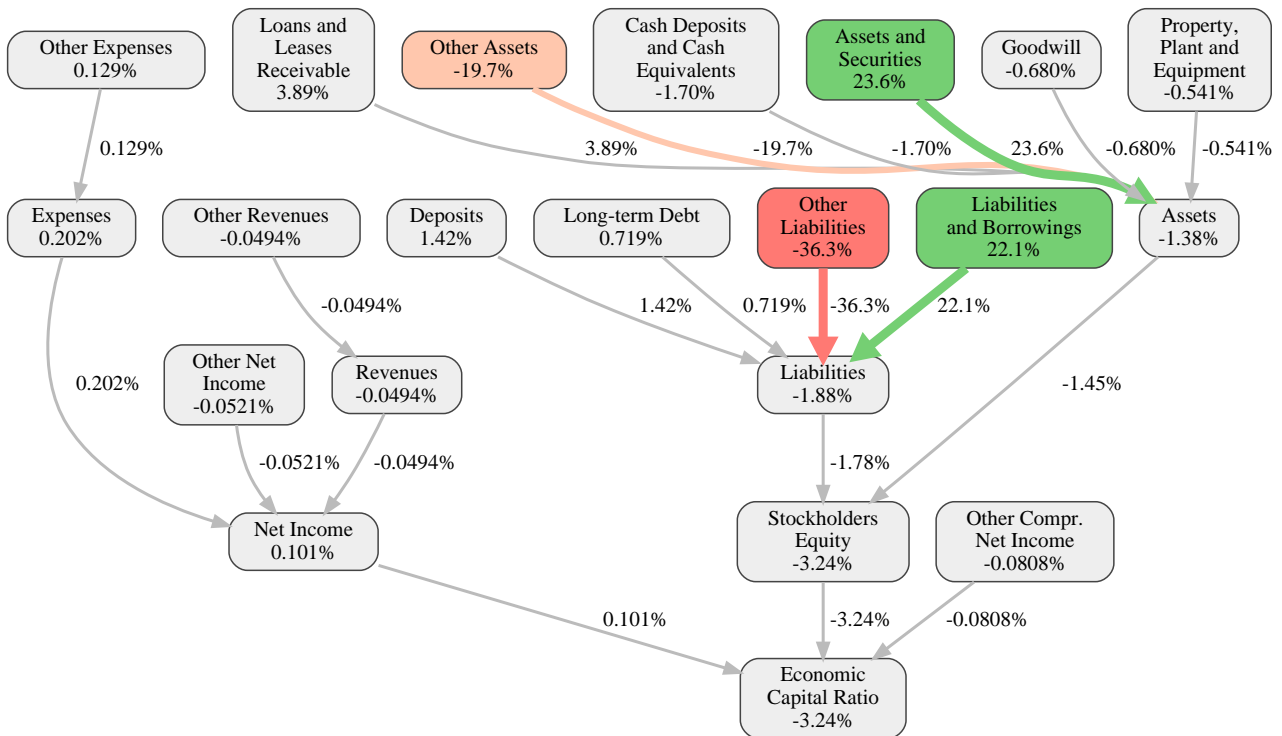 Other Expenses
0.129%
Loans and
Leases
Receivable
3.89%
Other Assets
-19.7%
Cash Deposits
and Cash
Equivalents
-1.70%
Assets and
Securities
23.6%
Goodwill
-0.680%
Property,
Plant and
Equipment
-0.541%
0.129%
3.89%
-19.7%
-1.70%
23.6%
-0.680%
-0.541%
Expenses
0.202%
Other Revenues
-0.0494%
Deposits
1.42%
Long-term Debt
0.719%
Other
Liabilities
-36.3%
Liabilities
and Borrowings
22.1%
Assets
-1.38%
-0.0494%
1.42%
0.719%
-36.3%
22.1%
Other Net
Income
-0.0521%
Revenues
-0.0494%
Liabilities
-1.88%
0.202%
-1.45%
-0.0521%
-0.0494%
-1.78%
Net Income
0.101%
Stockholders
Equity
-3.24%
Other Compr.
Net Income
-0.0808%
0.101%
-3.24%
-0.0808%
Economic
Capital Ratio
-3.24%